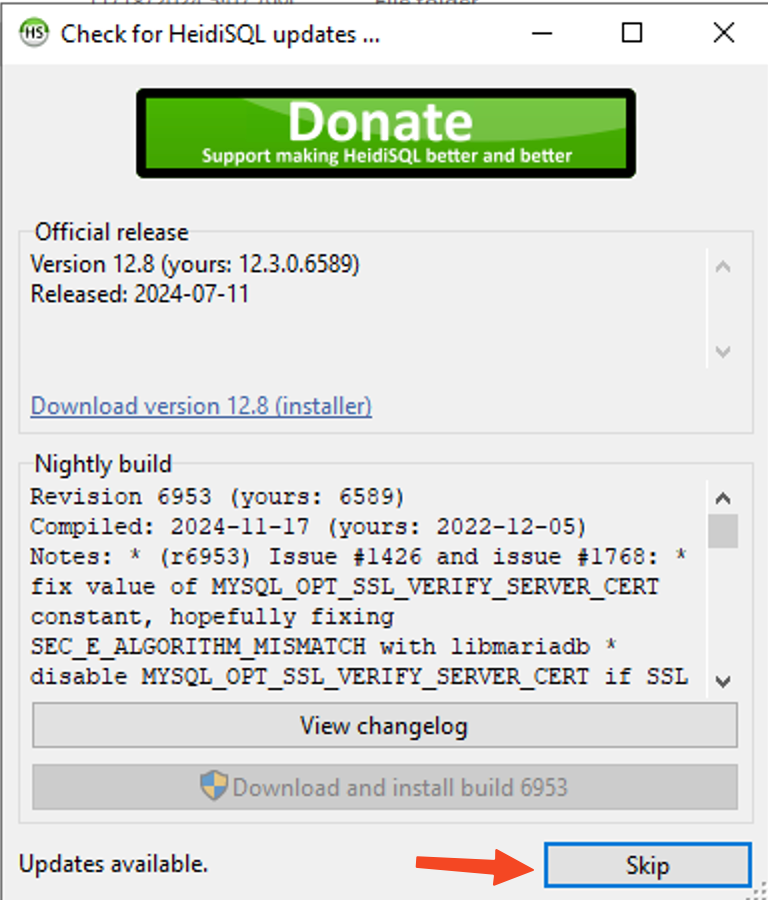 HS Check for HeidiSQL updates ...
Donate
Support making HeidiSQL better and better
Official release
Version 12.8 (yours: 12.3.0.6589)
Released: 2024-07-11
Download version 12.8 (installer)
Nightly build
Revision 6953 (yours: 6589)
Compiled: 2024-11-17 (yours: 2022-12-05)
Notes: * (r6953) Issue #1426 and issue #1768: *
fix value of MYSQL_OPT_SSL_VERIFY_SERVER_CERT
constant, hopefully fixing
SEC_E_ALGORITHM_MISMATCH with libmariadb *
disable MYSQL_OPT_SSL_VERIFY_SERVER_CERT if SSL
View changelog
Download and install build 6953
Updates available.
Skip